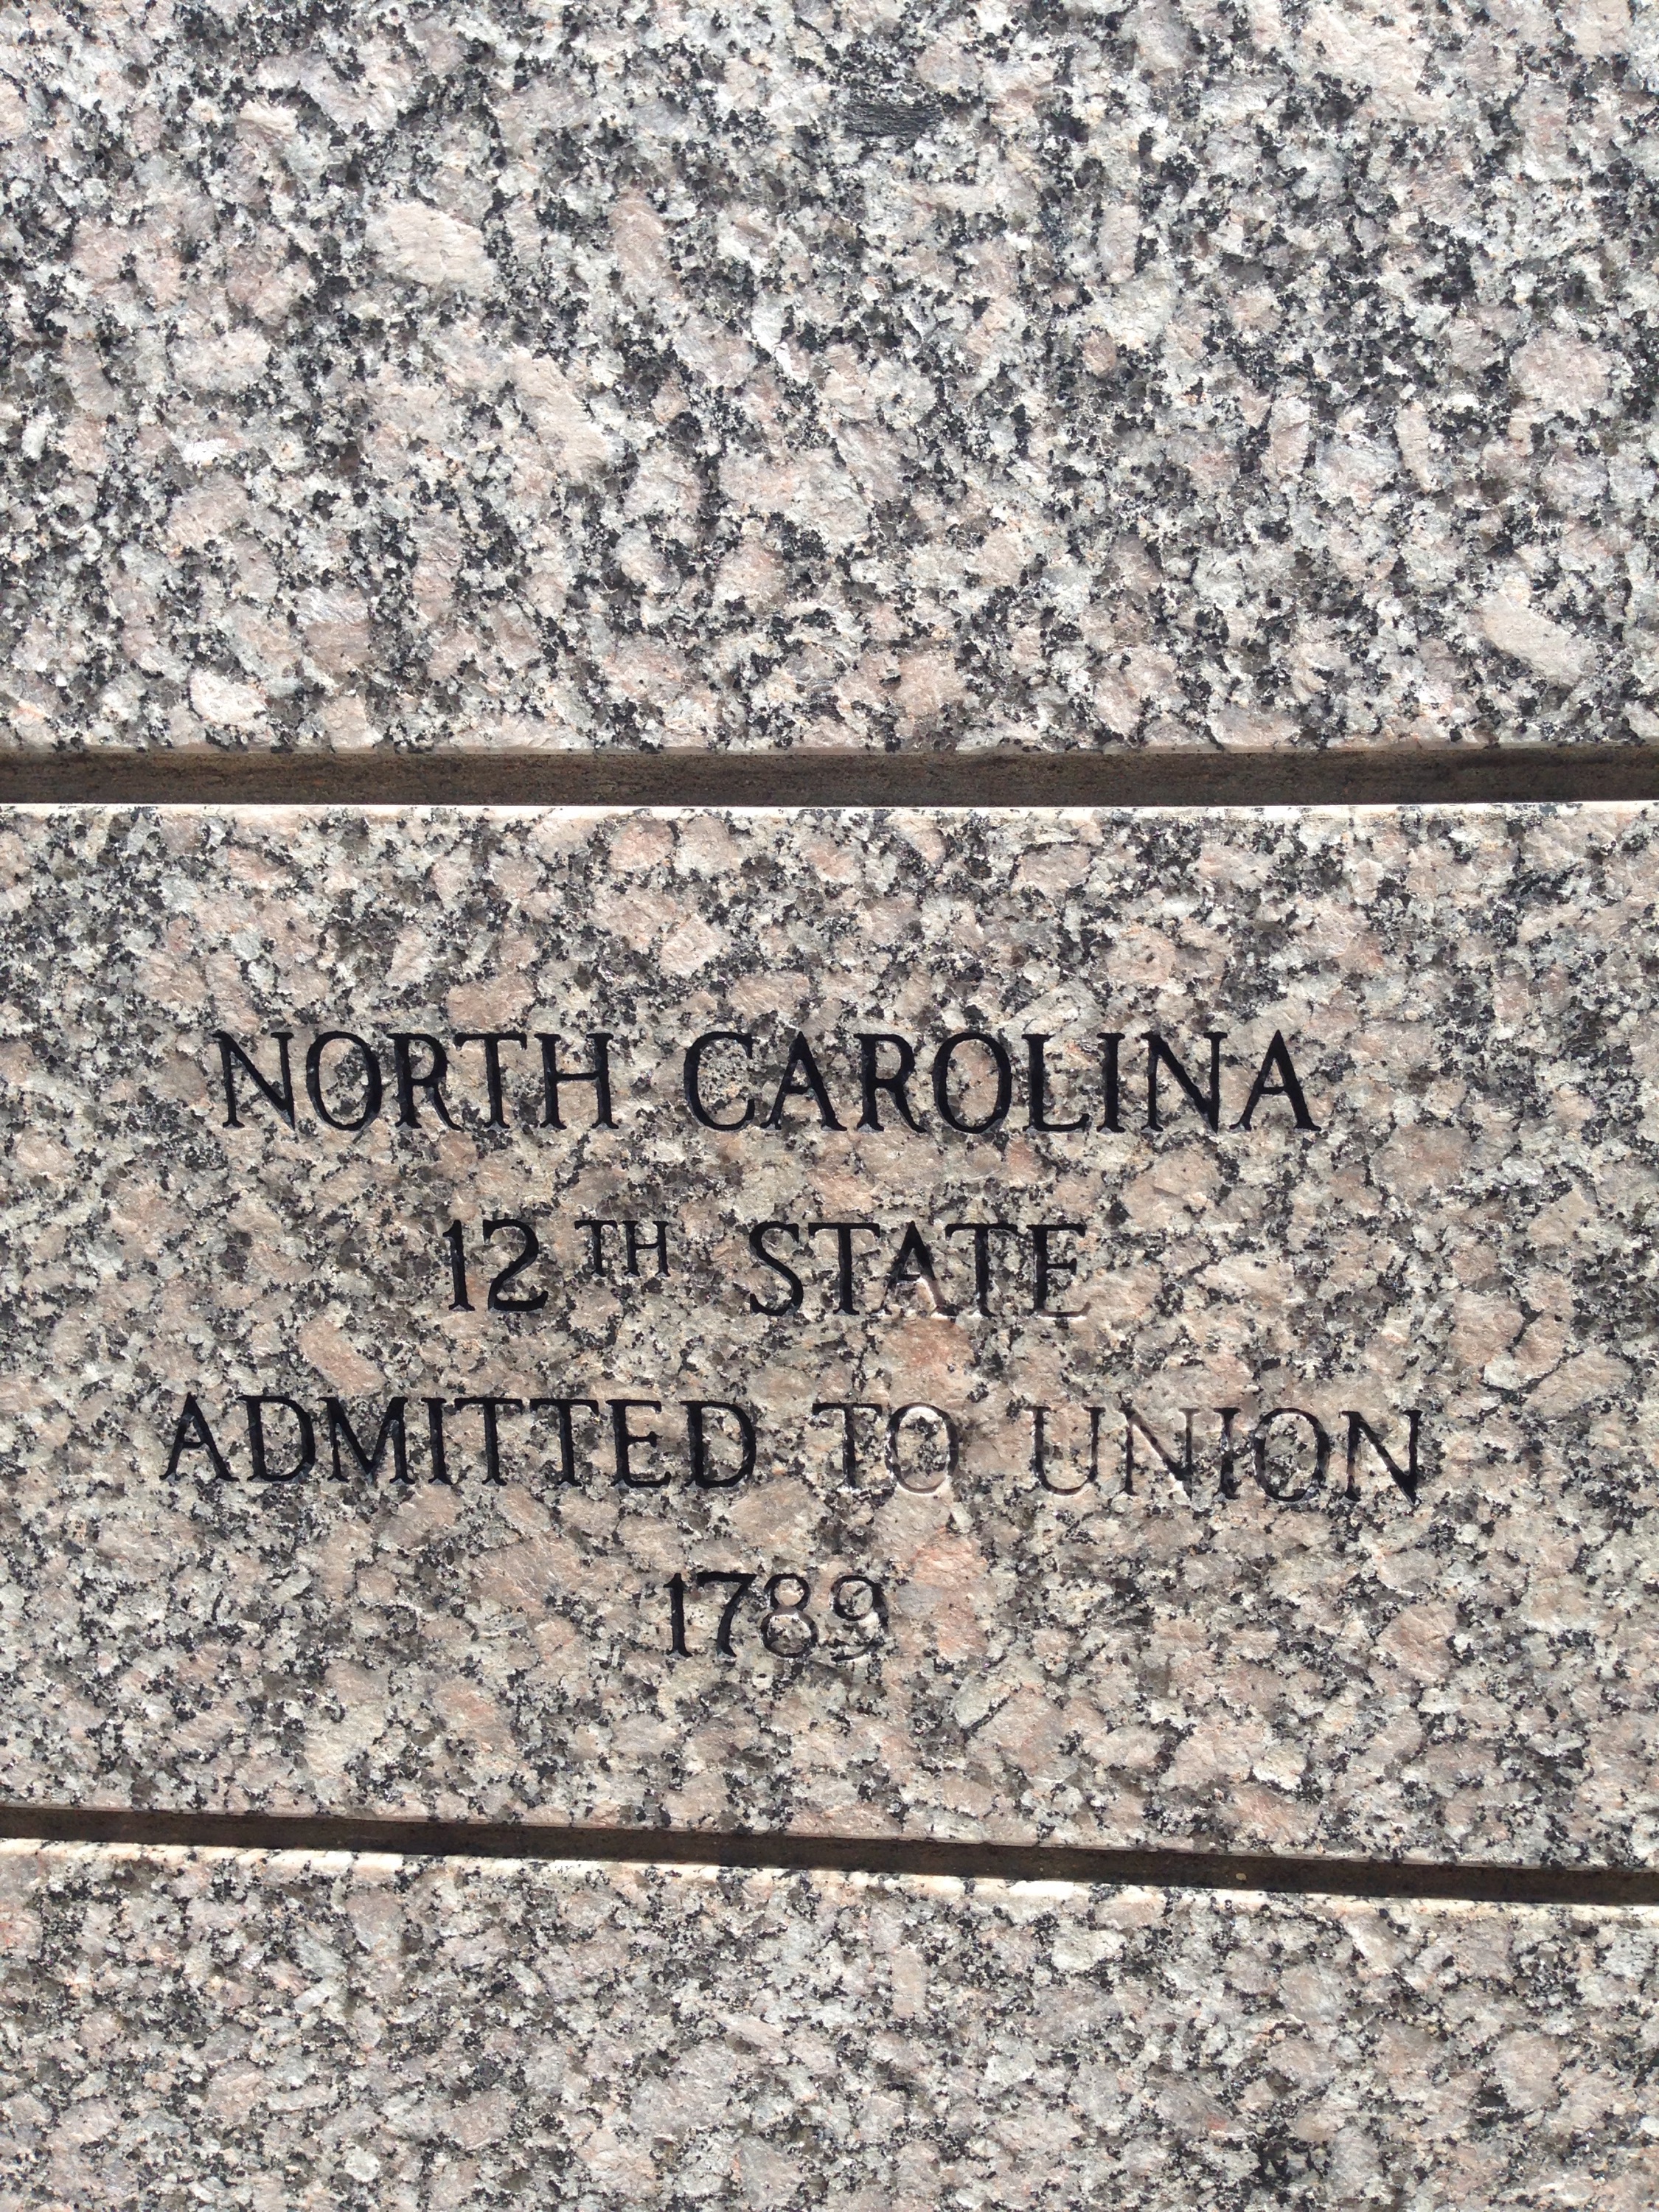 NORTH CAROLINA
12TH STATE
ADMITTED TO UNION
1789